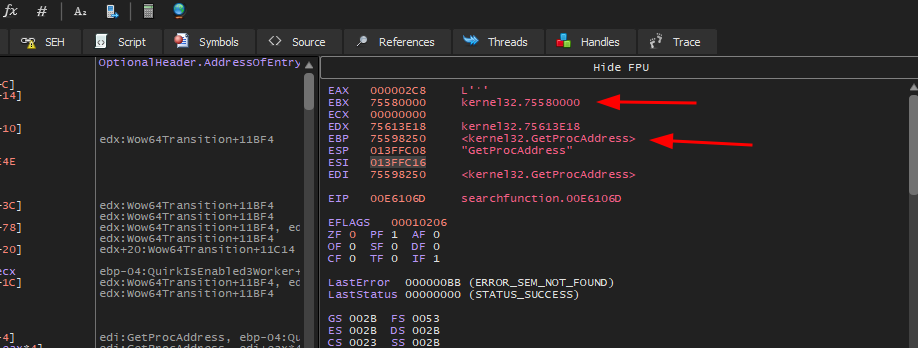 fx # A₂
SEH Script Symbols Source References Threads Handles Trace
OptionalHeader.AddressOfEntry
Hide FPU
-C]
-14]
-10]
edx:Wow64Transition+11BF4
E4E
-3C] edx:Wow64Transition+11BF4
edx:Wow64Transition+11BF4
-78] edx:Wow64Transition+11BF4, ed
edx:Wow64Transition+11BF4
-20] edx+20:Wow64Transition+11C14
ecx ebp-04:QuirkIsEnabled3Worker+
-1C] edx:Wow64Transition+11BF4, ed
edx:Wow64Transition+11BF4
-4] edi:GetProcAddress, ebp-04:Qu
eax*4] edi:GetProcAddress, edi+eax*4
EAX 000002C8 L'ˈ'
EBX 75580000 kernel32.75580000
ECX 00000000
EDX 75613E18 kernel32.75613E18
EBP 75598250 <kernel32.GetProcAddress>
ESP 013FFC08 "GetProcAddress"
ESI 013FFC16
EDI 75598250 <kernel32.GetProcAddress>
EIP 00E6106D searchfunction.00E6106D
EFLAGS 00010206
ZF 0 PF 1 AF 0
OF 0 SF 0 DF 0
CF 0 TF 0 IF 1
LastError 000000BB (ERROR_SEM_NOT_FOUND)
LastStatus 00000000 (STATUS_SUCCESS)
GS 002B FS 0053
ES 002B DS 002B
CS 0023 SS 002B